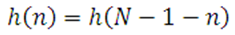 h(n) = h(N − 1 − n)